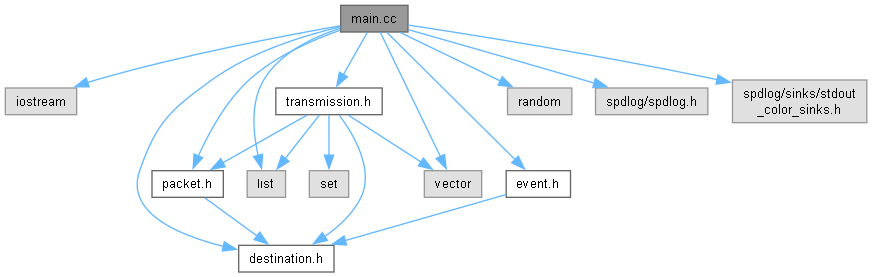 main.cc
iostream
transmission.h
random
spdlog/spdlog.h
spdlog/sinks/stdout
_color_sinks.h
packet.h
list
set
vector
event.h
destination.h